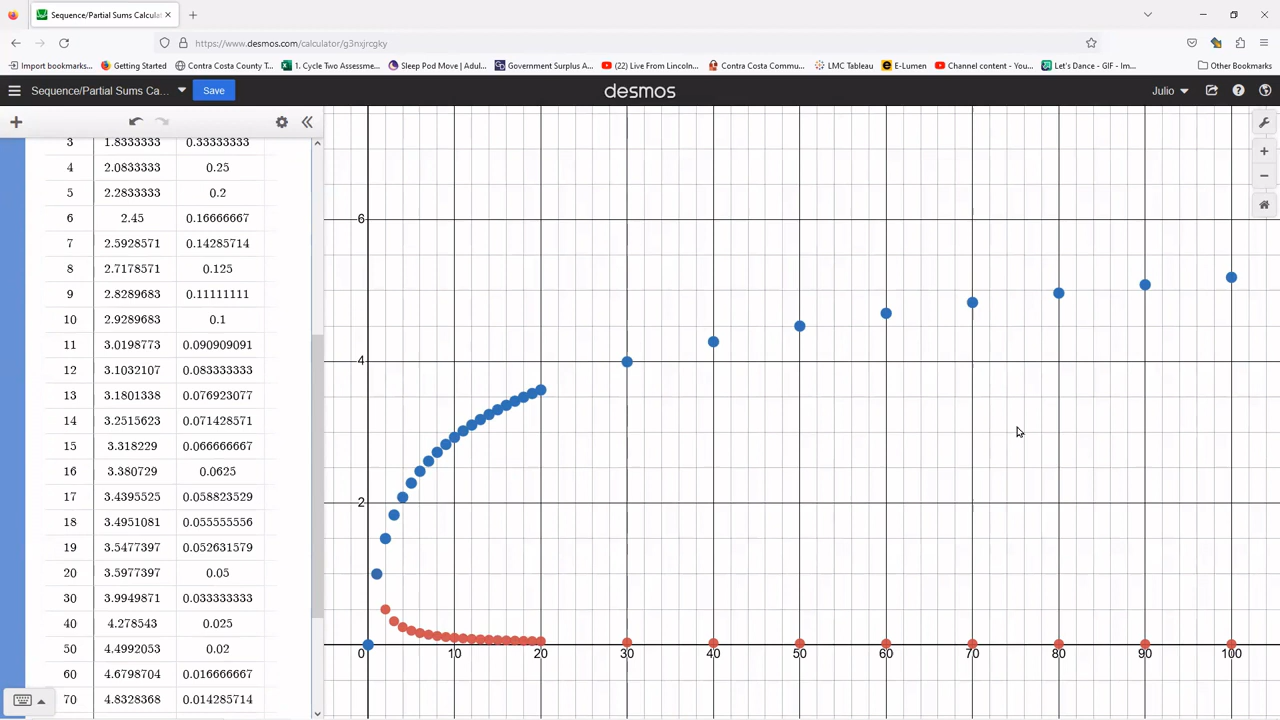 Sequence/Partial Sums Calculat
https://www.desmos.com/calculator/g3nxjrcgky
Import bookmarks... Getting Started Contra Costa County T... 1. Cycle Two Assessme... Sleep Pod Move | Adul... Government Surplus A... (22) Live From Lincoln... Contra Costa Commu... LMC Tableau E-Lumen Channel content - You... Let's Dance - GIF - Im... Other Bookmarks
Sequence/Partial Sums Ca... Save desmos Julio
3 1.8333333 0.33333333
4 2.0833333 0.25
5 2.2833333 0.2
6 2.45 0.16666667
7 2.5928571 0.14285714
8 2.7178571 0.125
9 2.8289683 0.11111111
10 2.9289683 0.1
11 3.0198773 0.090909091
12 3.1032107 0.083333333
13 3.1801338 0.076923077
14 3.2515623 0.071428571
15 3.318229 0.066666667
16 3.380729 0.0625
17 3.4395525 0.058823529
18 3.4951081 0.055555556
19 3.5477397 0.052631579
20 3.5977397 0.05
30 3.9949871 0.033333333
40 4.278543 0.025
50 4.4992053 0.02
60 4.6798704 0.016666667
70 4.8328368 0.014285714
6
4
2
0 10 20 30 40 50 60 70 80 90 100